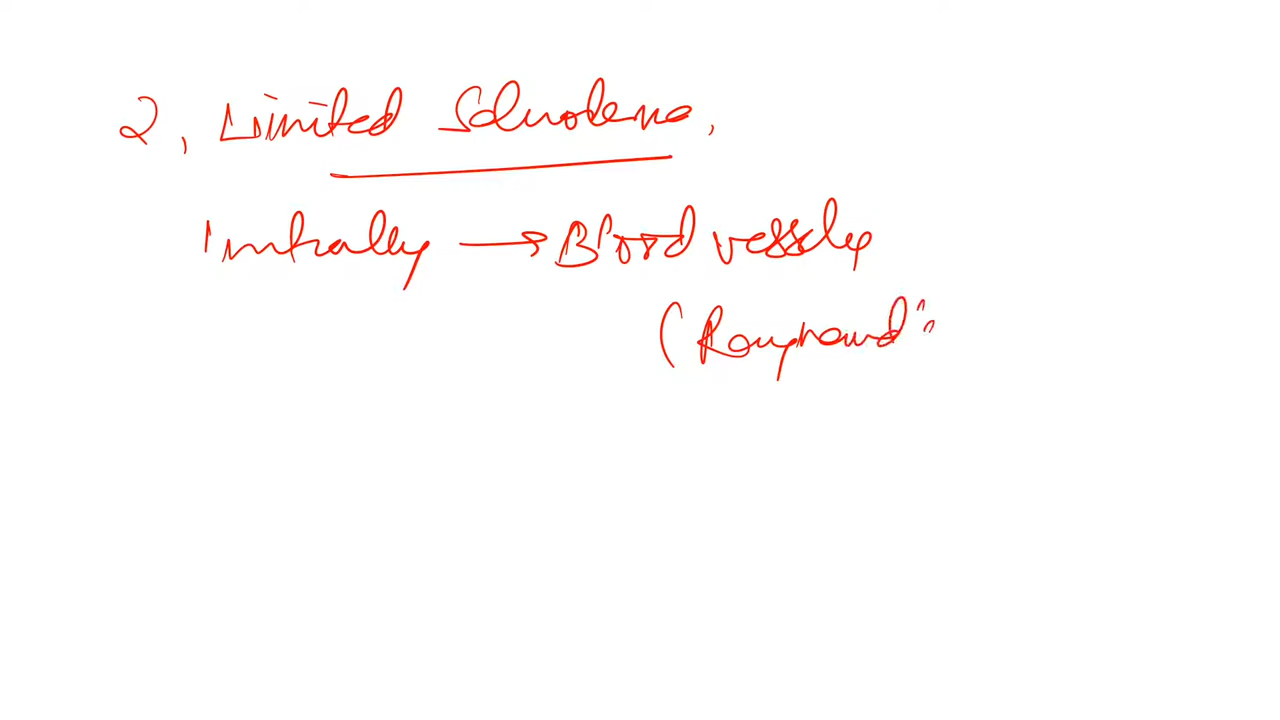 2, Limited Scleroderma,
Initially → Blood vessels
(Raynaud's